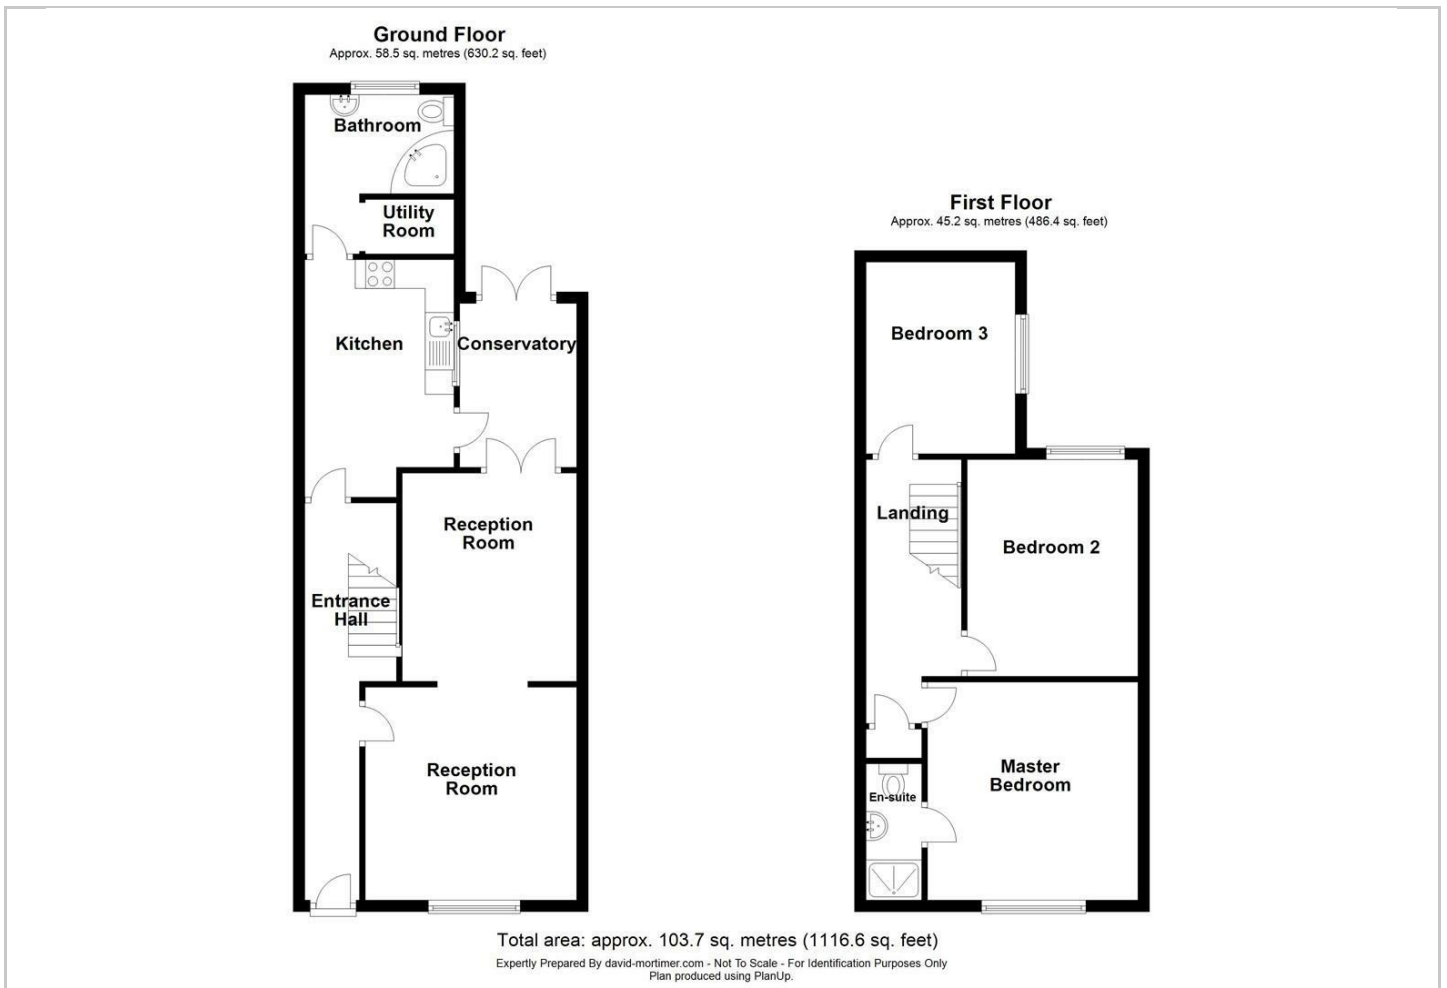 Ground Floor
Approx. 58.5 sq. metres (630.2 sq. feet)
Bathroom
Utility
Room
Kitchen
Conservatory
Reception
Room
Entrance
Hall
Reception
Room
First Floor
Approx. 45.2 sq. metres (486.4 sq. feet)
Bedroom 3
Landing
Bedroom 2
Master
Bedroom
En-suite
Total area: approx. 103.7 sq. metres (1116.6 sq. feet)
Expertly Prepared By david-mortimer.com - Not To Scale - For Identification Purposes Only
Plan produced using PlanUp.